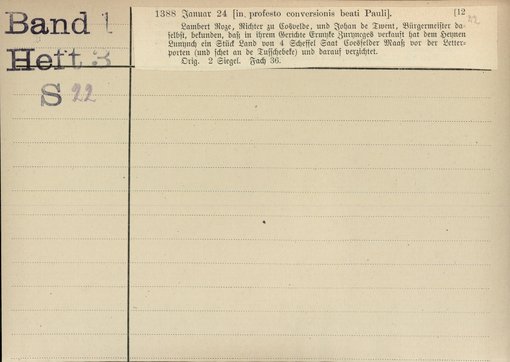 Band 1
Heft 3
S 22
1388 Januar 24 [in profesto conversionis beati Pauli]. [12
22
Lambert Roze, Richter zu Cosvelde, und Johan de Twent, Bürgermeister da-
selbst, bekunden, daß in ihrem Gerichte Ermyke Zurynges verkauft hat dem Heynen
Lumynch ein Stück Land von 4 Scheffel Saat Coesfelder Maaß vor der Letter-
porten (und schet an de Tusschebeke) und darauf verzichtet.
Orig. 2 Siegel. Fach 36.